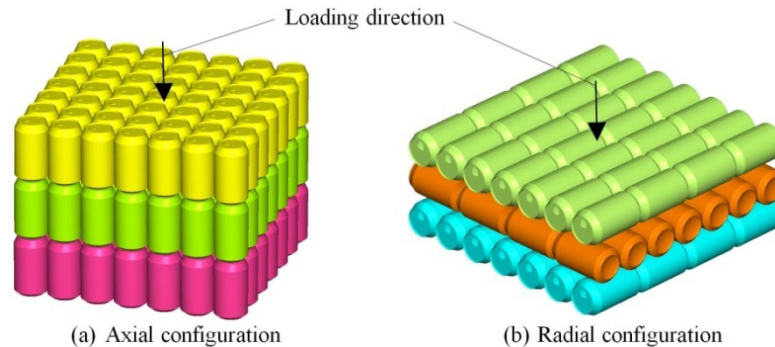 Loading direction
(a) Axial configuration
(b) Radial configuration